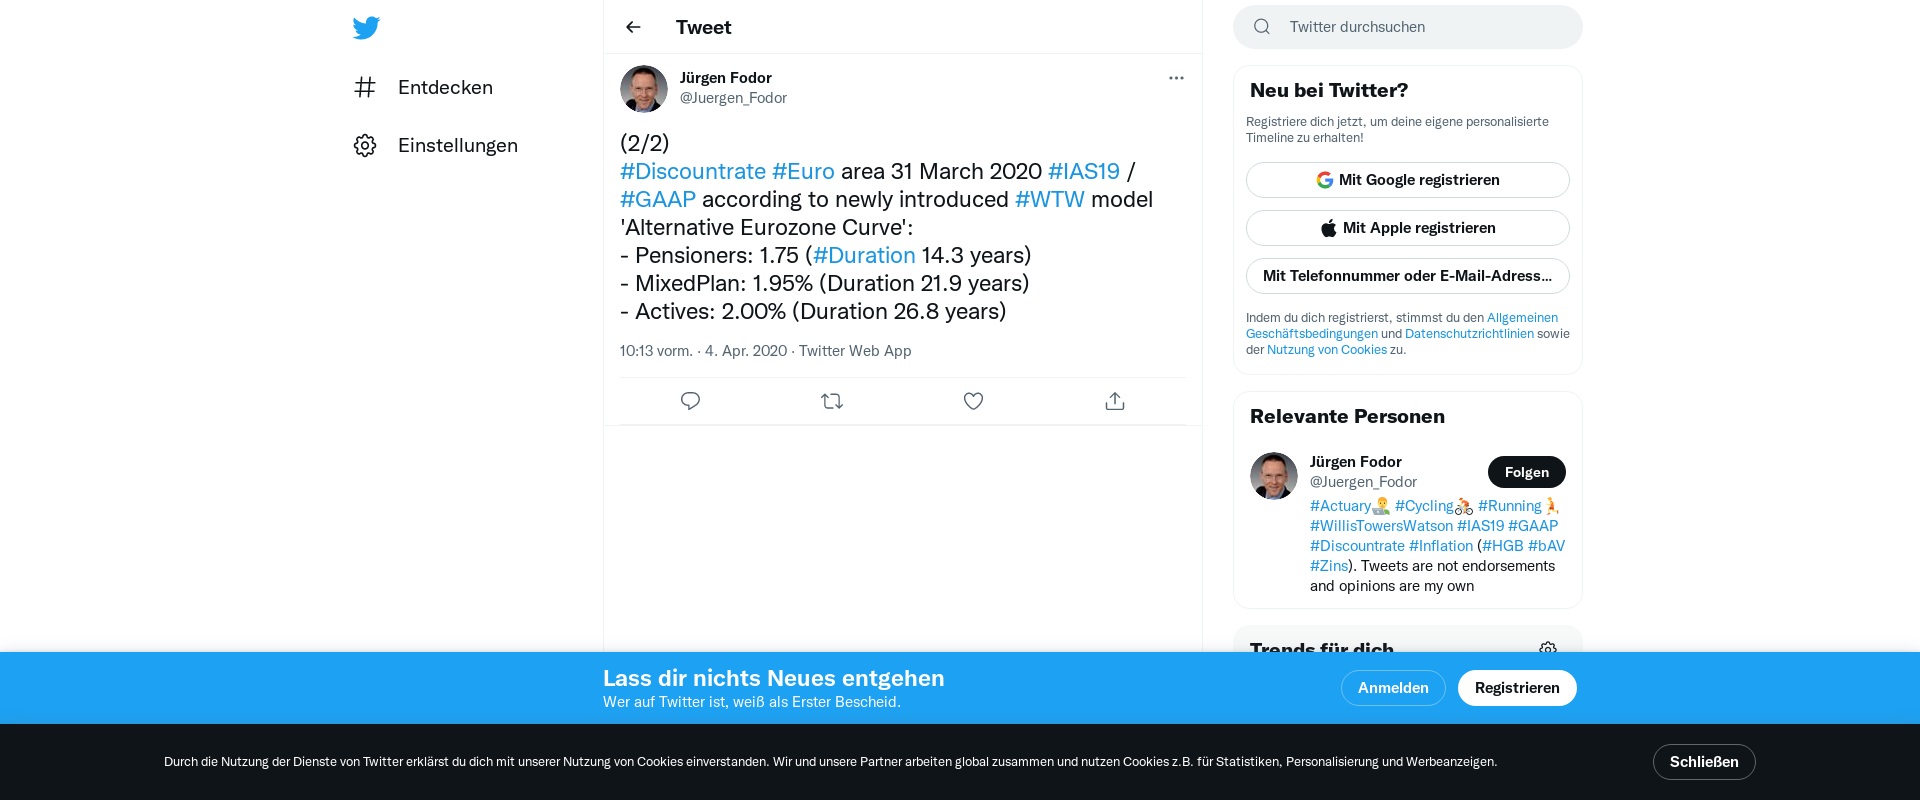 Entdecken
Einstellungen
Tweet
Jürgen Fodor
@Juergen_Fodor
(2/2)
#Discountrate #Euro area 31 March 2020 #IAS19 /
#GAAP according to newly introduced #WTW model
'Alternative Eurozone Curve':
- Pensioners: 1.75 (#Duration 14.3 years)
- MixedPlan: 1.95% (Duration 21.9 years)
- Actives: 2.00% (Duration 26.8 years)
10:13 vorm. · 4. Apr. 2020 · Twitter Web App
Twitter durchsuchen
Neu bei Twitter?
Registriere dich jetzt, um deine eigene personalisierte
Timeline zu erhalten!
Mit Google registrieren
Mit Apple registrieren
Mit Telefonnummer oder E-Mail-Adress…
Indem du dich registrierst, stimmst du den Allgemeinen
Geschäftsbedingungen und Datenschutzrichtlinien sowie
der Nutzung von Cookies zu.
Relevante Personen
Jürgen Fodor
@Juergen_Fodor
Folgen
#Actuary #Cycling #Running
#WillisTowersWatson #IAS19 #GAAP
#Discountrate #Inflation (#HGB #bAV
#Zins). Tweets are not endorsements
and opinions are my own
Trends für dich
Lass dir nichts Neues entgehen
Wer auf Twitter ist, weiß als Erster Bescheid.
Anmelden
Registrieren
Durch die Nutzung der Dienste von Twitter erklärst du dich mit unserer Nutzung von Cookies einverstanden. Wir und unsere Partner arbeiten global zusammen und nutzen Cookies z.B. für Statistiken, Personalisierung und Werbeanzeigen.
Schließen